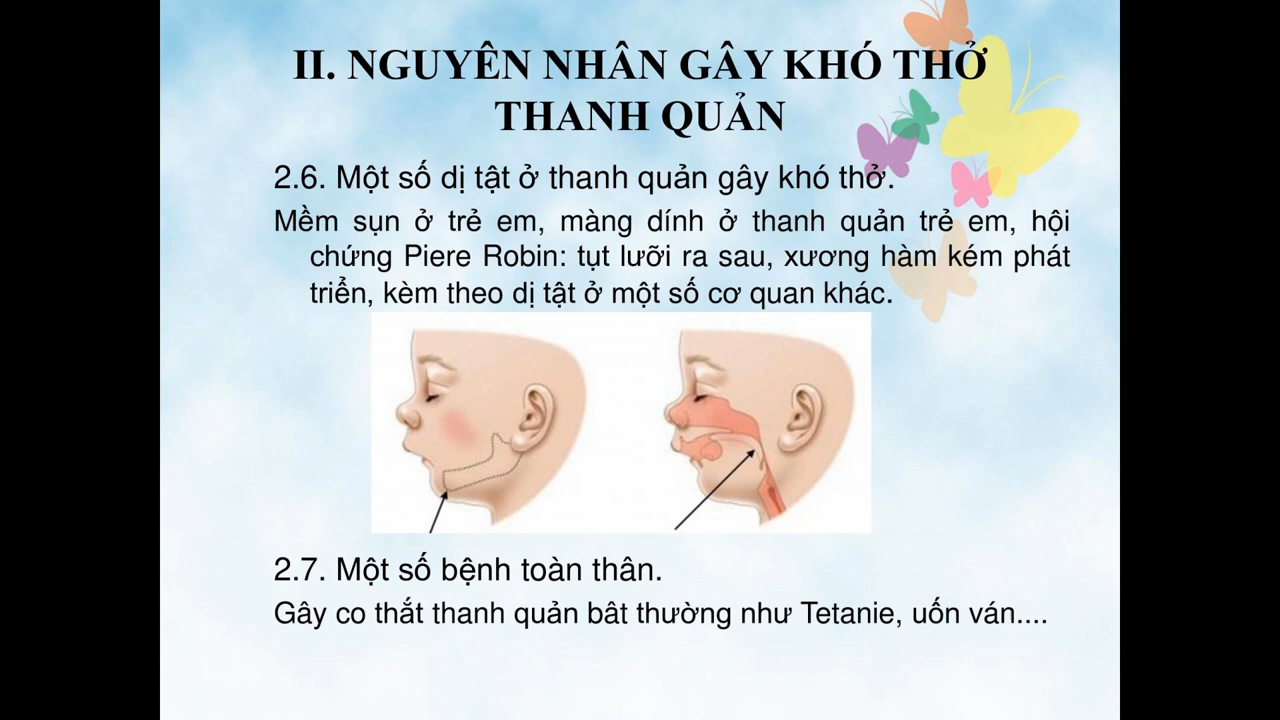 II. NGUYÊN NHÂN GÂY KHÓ THỞ
THANH QUẢN
2.6. Một số dị tật ở thanh quản gây khó thở.
Mềm sụn ở trẻ em, màng dính ở thanh quản trẻ em, hội
chứng Piere Robin: tụt lưỡi ra sau, xương hàm kém phát
triển, kèm theo dị tật ở một số cơ quan khác.
2.7. Một số bệnh toàn thân.
Gây co thắt thanh quản bât thường như Tetanie, uốn ván....